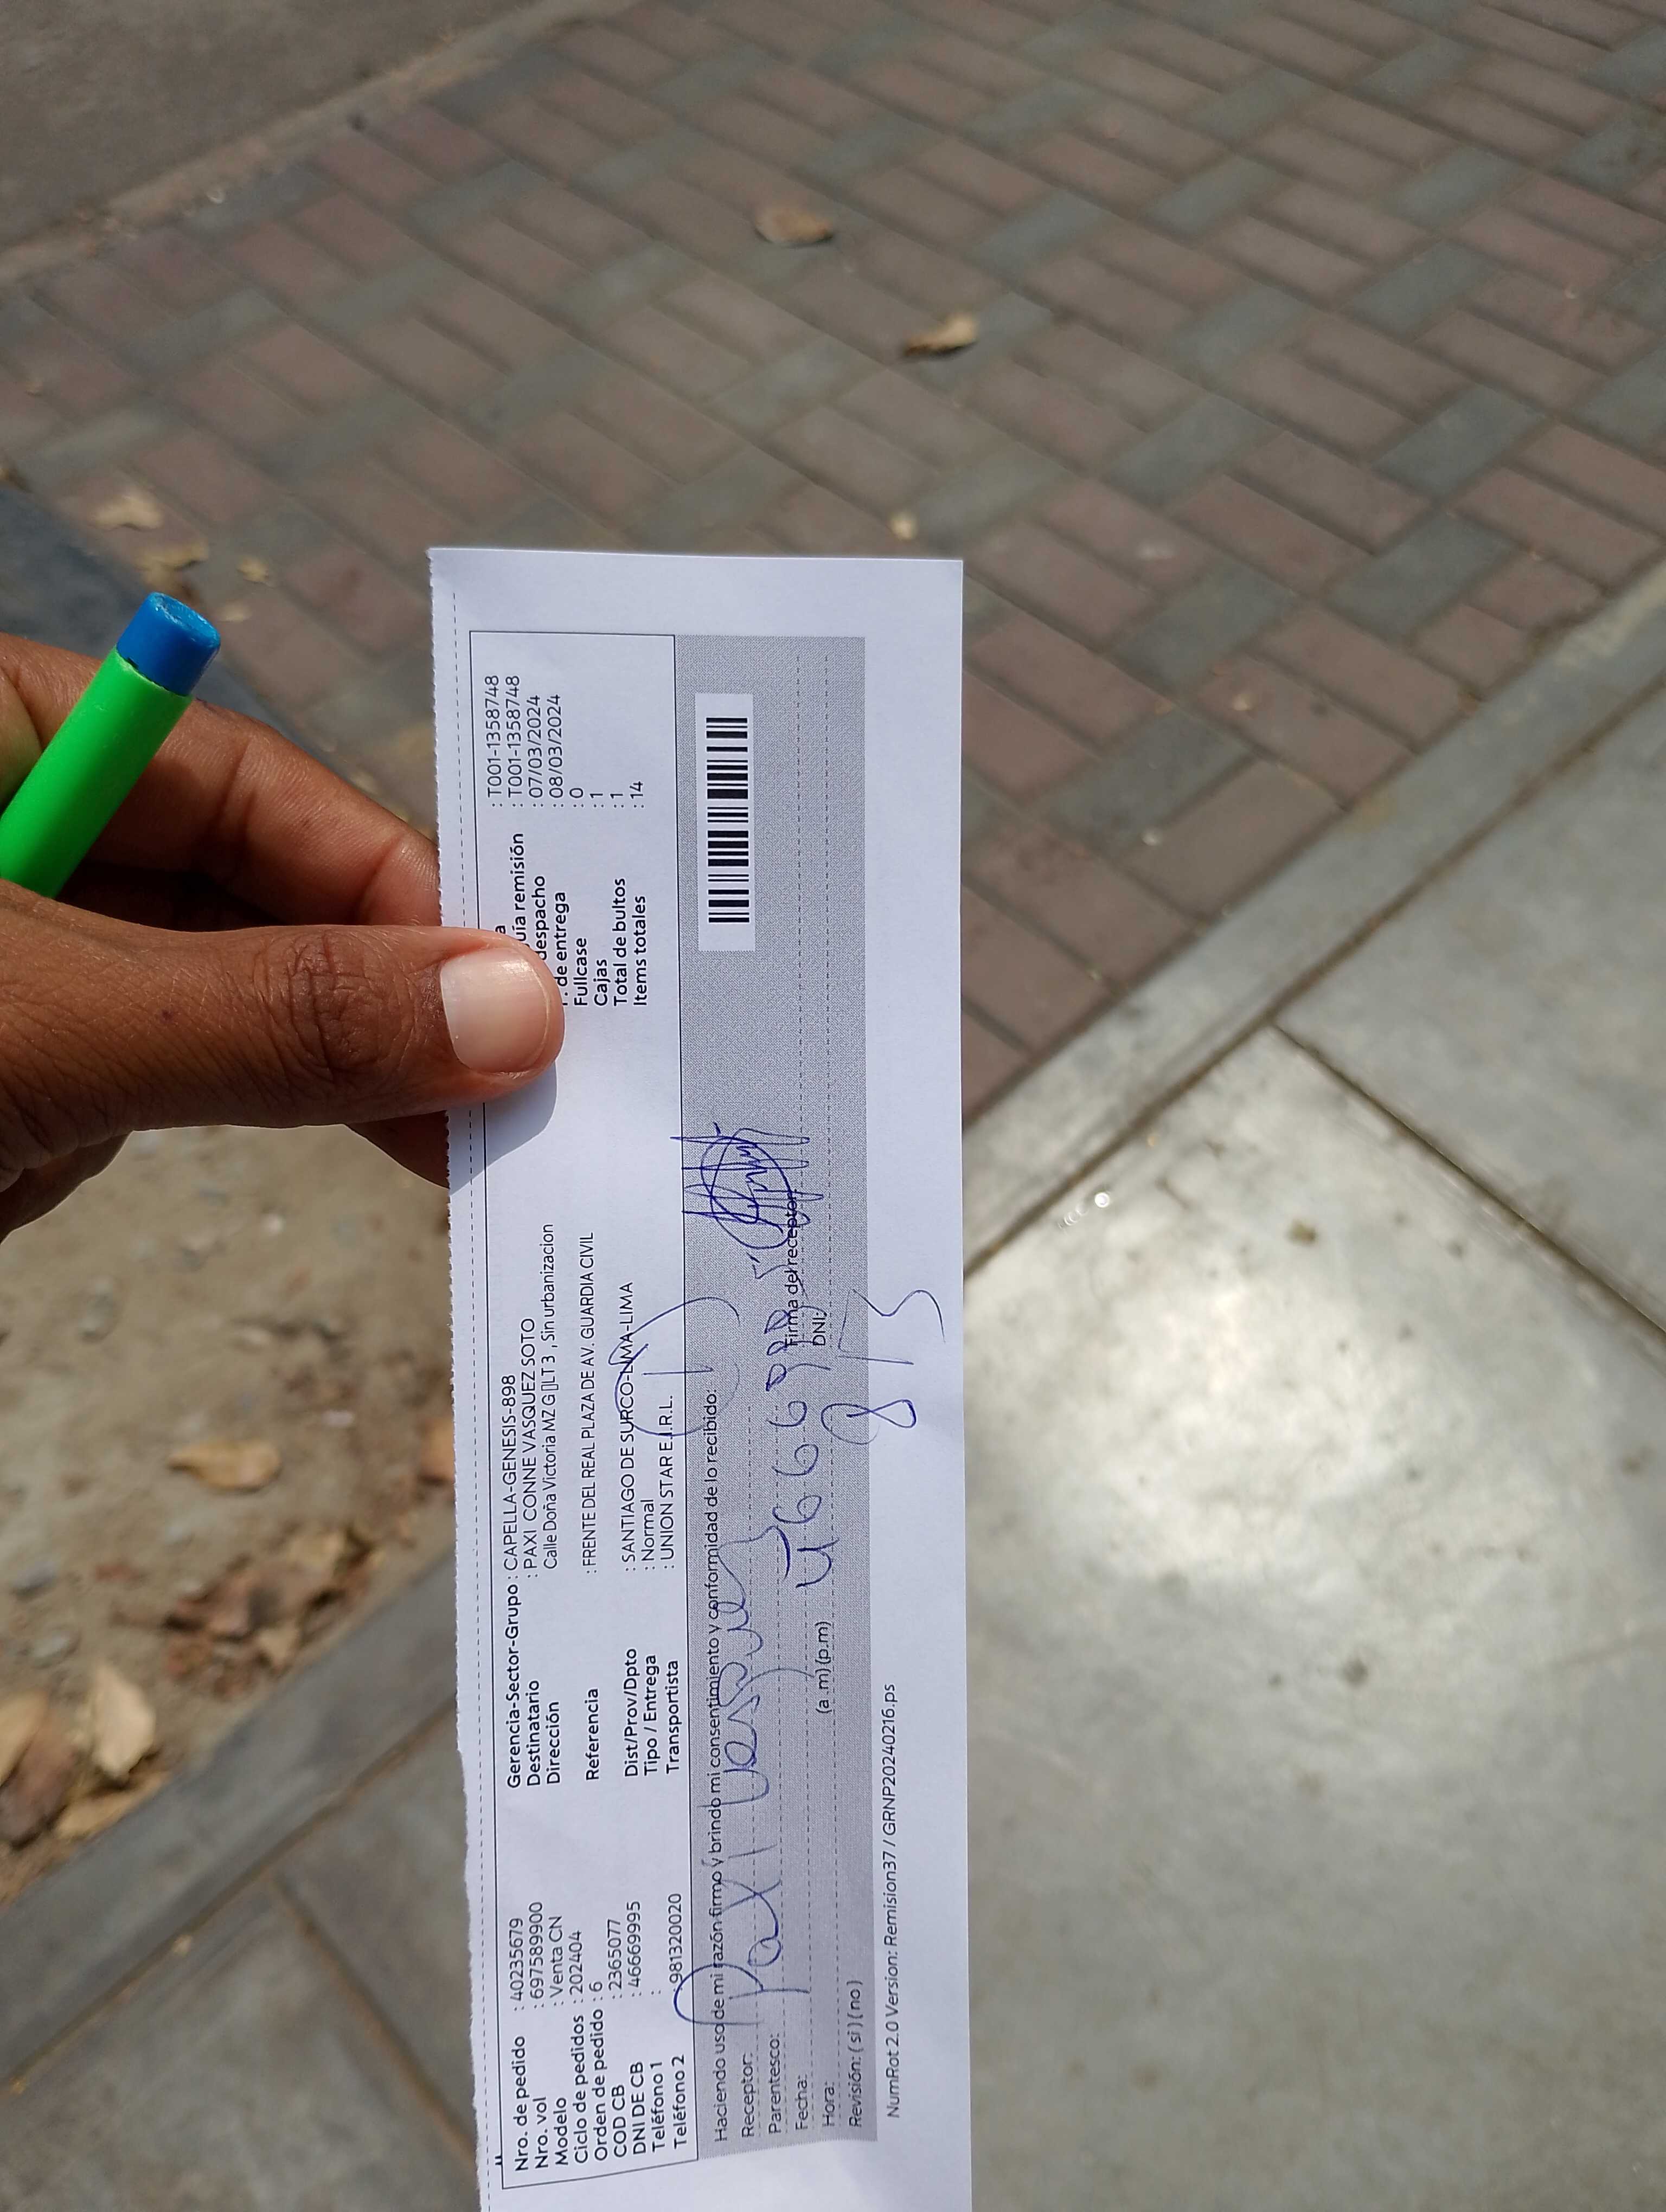 Nro. de pedido : 40235679
Nro. vol : 697589900
Modelo : Venta CN
Ciclo de pedidos : 202404
Orden de pedido : 6
COD CB : 2365077
DNI DE CB : 46669995
Teléfono 1 :
Teléfono 2 : 981320020
Gerencia-Sector-Grupo : CAPELLA-GENESIS-898
Destinatario : PAXI CONNE VASQUEZ SOTO
Dirección Calle Doña Victoria MZ G▯LT 3 , Sin urbanizacion
Referencia : FRENTE DEL REAL PLAZA DE AV. GUARDIA CIVIL
Dist/Prov/Dpto : SANTIAGO DE SURCO-LIMA-LIMA
Tipo / Entrega : Normal
Transportista : UNION STAR E.I.R.L.
: T001-1358748
uía remisión : T001-1358748
despacho : 07/03/2024
de entrega : 08/03/2024
Fullcase : 0
Cajas : 1
Total de bultos : 1
Items totales : 14
Haciendo uso de mi razón firmo y brindo mi consentimiento y conformidad de lo recibido:
Receptor: Paxi
Parentesco:
Fecha:
Hora: (a .m) (p.m)
Revisión: ( si ) ( no )
Firma del receptor
DNI:
NumRot 2.0 Version: Remision37 / GRNP20240216.ps